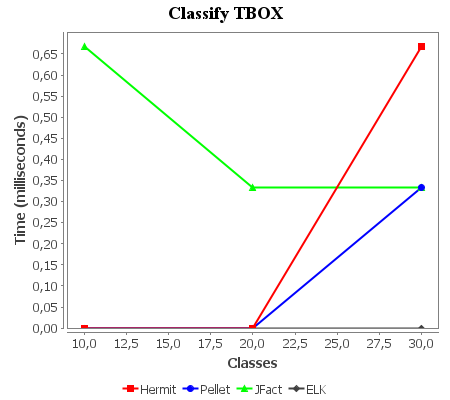 Classify TBOX
Time (milliseconds)
0,65
0,60
0,55
0,50
0,45
0,40
0,35
0,30
0,25
0,20
0,15
0,10
0,05
0,00
10,0 12,5 15,0 17,5 20,0 22,5 25,0 27,5 30,0
Classes
Hermit Pellet JFact ELK